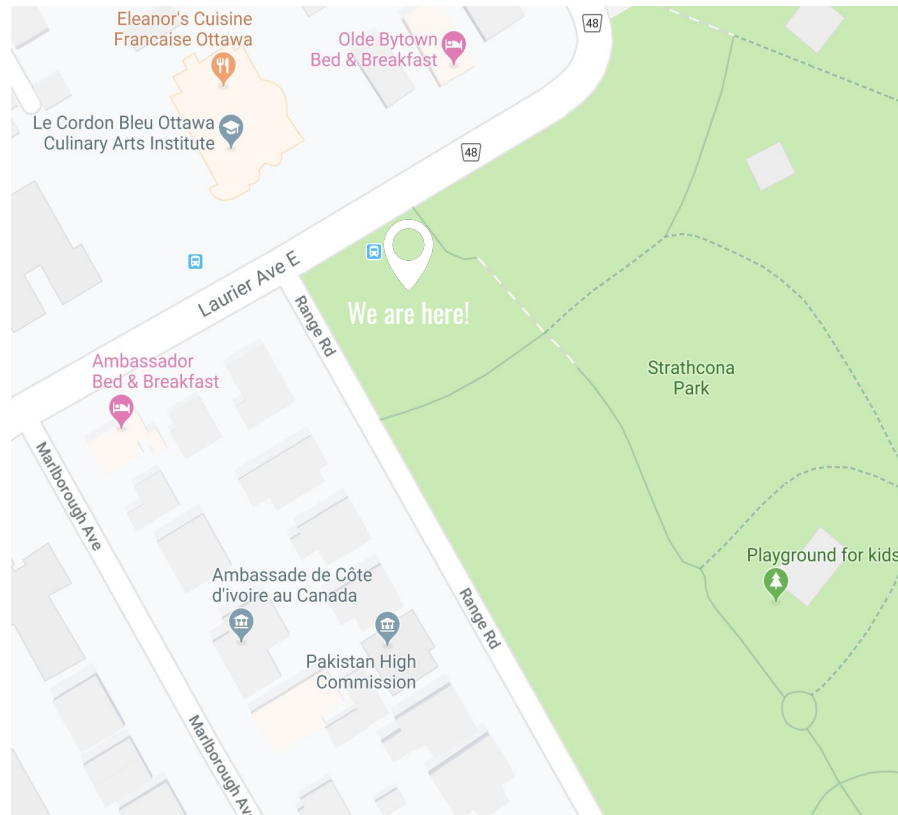 Eleanor's Cuisine
Francaise Ottawa
48
Olde Bytown
Bed & Breakfast
Le Cordon Bleu Ottawa
Culinary Arts Institute
48
Laurier Ave E
We are here!
Range Rd
Ambassador
Bed & Breakfast
Strathcona
Park
Marlborough Ave
Playground for kids
Ambassade de Côte
d'ivoire au Canada
Range Rd
Pakistan High
Commission
Marlborough Av